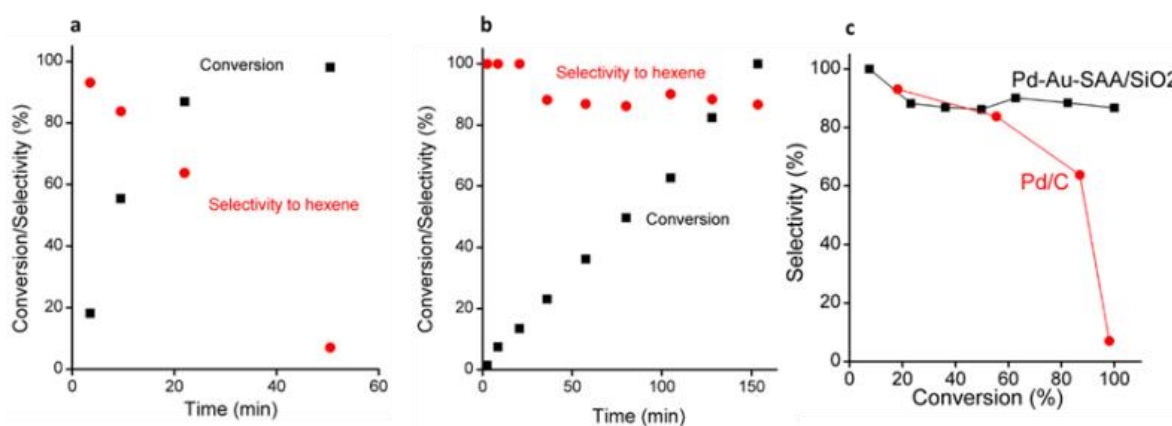 a
Conversion/Selectivity (%)
100
80
60
40
20
0
Conversion
Selectivity to hexene
0
20
40
60
Time (min)
b
Conversion/Selectivity (%)
100
80
60
40
20
0
Selectivity to hexene
Conversion
0
50
100
150
Time (min)
c
Selectivity (%)
100
80
60
40
20
0
Pd-Au-SAA/SiO2
Pd/C
0
20
40
60
80
100
Conversion (%)